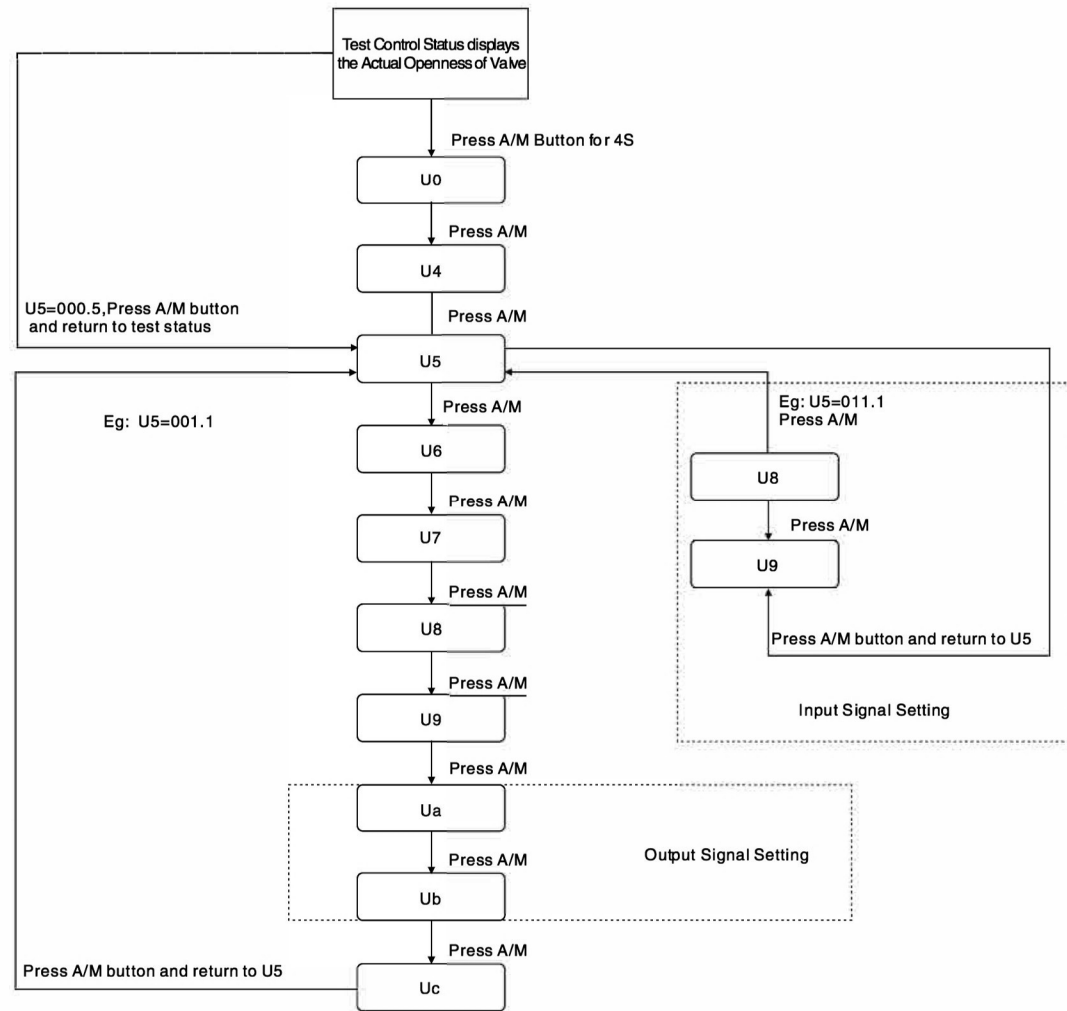 Test Control Status displays
the Actual Openness of Valve
Press A/M Button for 4S
U0
Press A/M
U4
U5=000.5,Press A/M button
and return to test status
Press A/M
U5
Eg: U5=001.1
Press A/M
U6
Press A/M
U7
Press A/M
U8
Press A/M
U9
Press A/M
Ua
Press A/M
Ub
Output Signal Setting
Press A/M
Press A/M button and return to U5
Uc
Eg: U5=011.1
Press A/M
U8
Press A/M
U9
Press A/M button and return to U5
Input Signal Setting